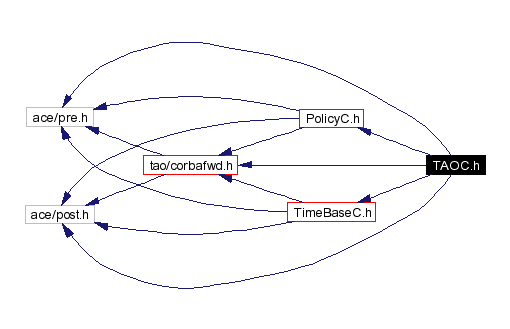 ace/pre.h
PolicyC.h
tao/corbafwd.h
TAOC.h
ace/post.h
TimeBaseC.h